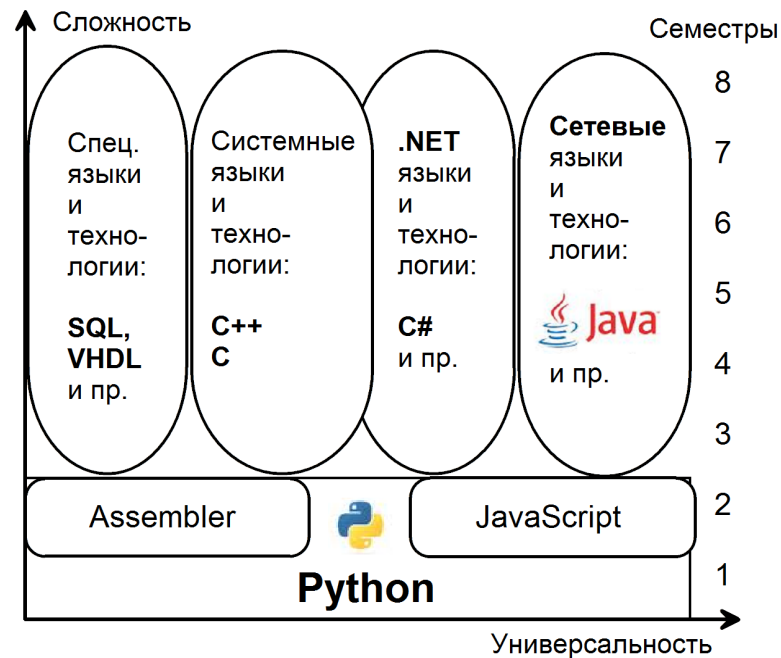 Сложность
Семестры
Спец.
языки
и
техно-
логии:
SQL,
VHDL
и пр.
Системные
языки
и
техно-
логии:
C++
C
.NET
языки
и
техно-
логии:
C#
и пр.
Сетевые
языки
и
техно-
логии:
Java
и пр.
8
7
6
5
4
3
2
1
Assembler
JavaScript
Python
Универсальность